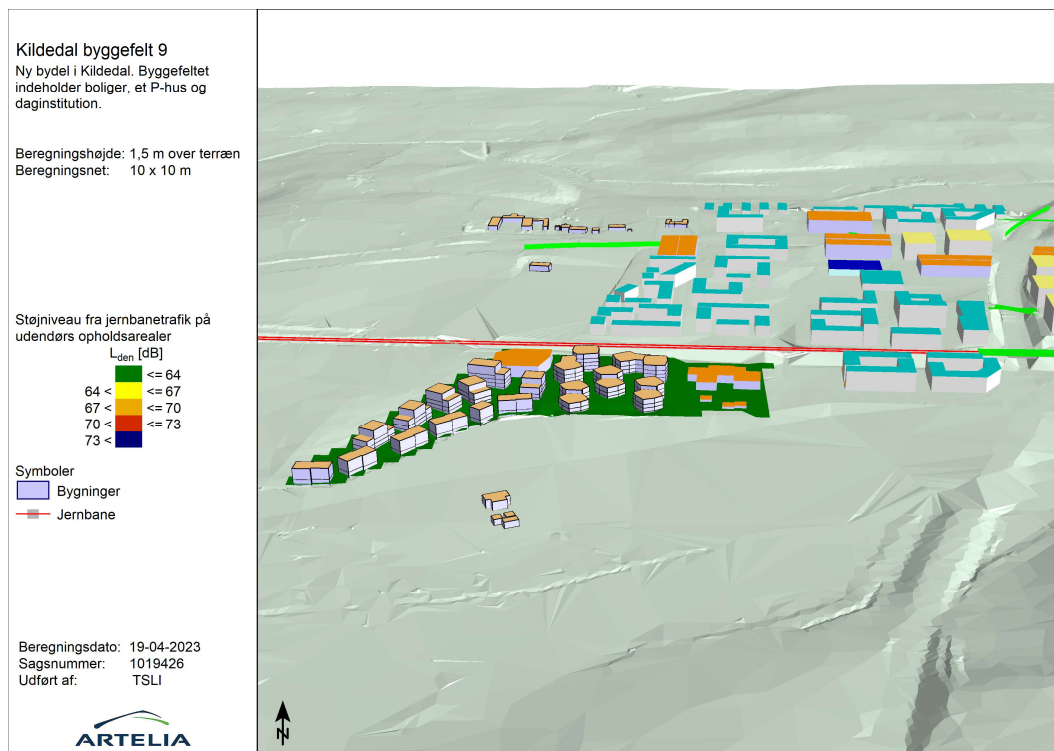 Kildedal byggefelt 9
Ny bydel i Kildedal. Byggefeltet
indeholder boliger, et P-hus og
daginstitution.
Beregningshøjde: 1,5 m over terræn
Beregningsnet: 10 x 10 m
Støjniveau fra jernbanetrafik på
udendørs opholdsarealer
Lden [dB]
<= 64
64 < <= 67
67 < <= 70
70 < <= 73
73 <
Symboler
Bygninger
Jernbane
Beregningsdato: 19-04-2023
Sagsnummer: 1019426
Udført af: TSLI
ARTELIA
N